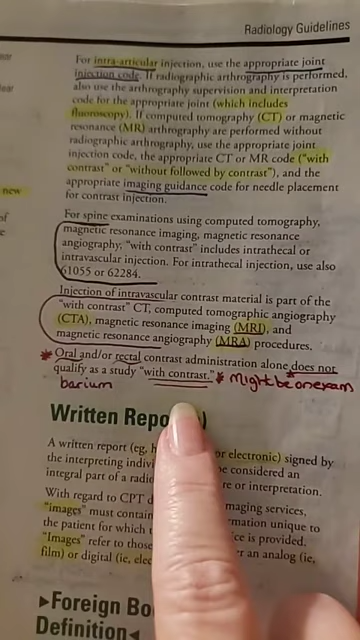 Radiology Guidelines
For intra-articular injection, use the appropriate joint
injection code. If radiographic arthrography is performed,
also use the arthrography supervision and interpretation
code for the appropriate joint (which includes
fluoroscopy). If computed tomography (CT) or magnetic
resonance (MR) arthrography are performed without
radiographic arthrography, use the appropriate joint
injection code, the appropriate CT or MR code ("with
contrast" or "without followed by contrast"), and the
appropriate imaging guidance code for needle placement
for contrast injection.
new
of
For spine examinations using computed tomography,
magnetic resonance imaging, magnetic resonance
angiography, "with contrast" includes intrathecal or
intravascular injection. For intrathecal injection, use also
61055 or 62284.
Injection of intravascular contrast material is part of the
"with contrast" CT, computed tomographic angiography
(CTA), magnetic resonance imaging (MRI), and
magnetic resonance angiography (MRA) procedures.
* Oral and/or rectal contrast administration alone does not
qualify as a study "with contrast." * Might be on exam
barium
Written Repo )
A written report (eg, h or electronic) signed by
the interpreting indivi be considered an
integral part of a radio re or interpretation.
With regard to CPT d maging services,
"images" must contain rmation unique to
the patient for which ce is provided.
"Images" refer to those er an analog (ie,
film) or digital (ie, elec
▶Foreign Bo
Definition◀